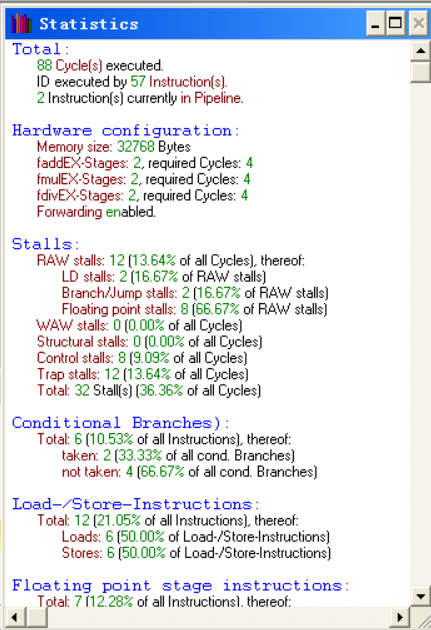 Statistics
Total:
88 Cycle(s) executed.
ID executed by 57 Instruction(s).
2 Instruction(s) currently in Pipeline.
Hardware configuration:
Memory size: 32768 Bytes
faddEX-Stages: 2, required Cycles: 4
fmulEX-Stages: 2, required Cycles: 4
fdivEX-Stages: 2, required Cycles: 4
Forwarding enabled.
Stalls:
RAW stalls: 12 (13.64% of all Cycles), thereof:
LD stalls: 2 (16.67% of RAW stalls)
Branch/Jump stalls: 2 (16.67% of RAW stalls)
Floating point stalls: 8 (66.67% of RAW stalls)
WAW stalls: 0 (0.00% of all Cycles)
Structural stalls: 0 (0.00% of all Cycles)
Control stalls: 8 (9.09% of all Cycles)
Trap stalls: 12 (13.64% of all Cycles)
Total: 32 Stall(s) (36.36% of all Cycles)
Conditional Branches):
Total: 6 (10.53% of all Instructions), thereof:
taken: 2 (33.33% of all cond. Branches)
not taken: 4 (66.67% of all cond. Branches)
Load-/Store-Instructions:
Total: 12 (21.05% of all Instructions), thereof:
Loads: 6 (50.00% of Load-/Store-Instructions)
Stores: 6 (50.00% of Load-/Store-Instructions)
Floating point stage instructions:
Total: 7 (12.28% of all Instructions), thereof: